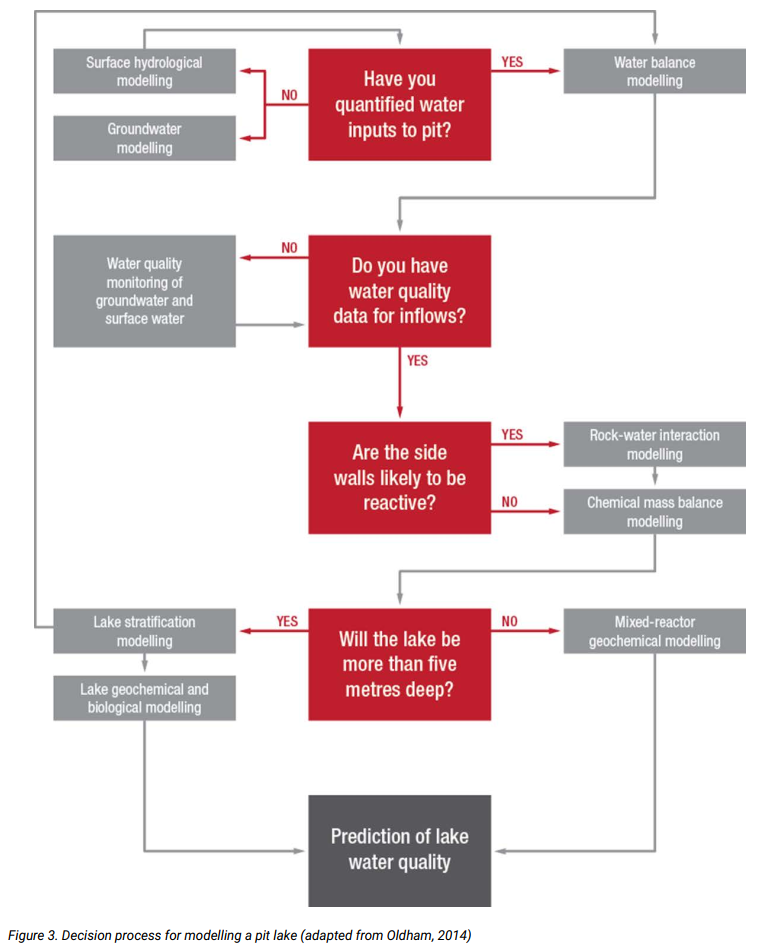 Surface hydrological
modelling
Have you
quantified water
inputs to pit?
YES
Water balance
modelling
NO
Groundwater
modelling
Water quality
monitoring of
groundwater and
surface water
NO
Do you have
water quality
data for inflows?
YES
Are the side
walls likely to be
reactive?
YES
Rock-water interaction
modelling
NO
Chemical mass balance
modelling
Lake stratification
modelling
YES
Will the lake be
more than five
metres deep?
NO
Mixed-reactor
geochemical modelling
Lake geochemical and
biological modelling
Prediction of lake
water quality
Figure 3. Decision process for modelling a pit lake (adapted from Oldham, 2014)